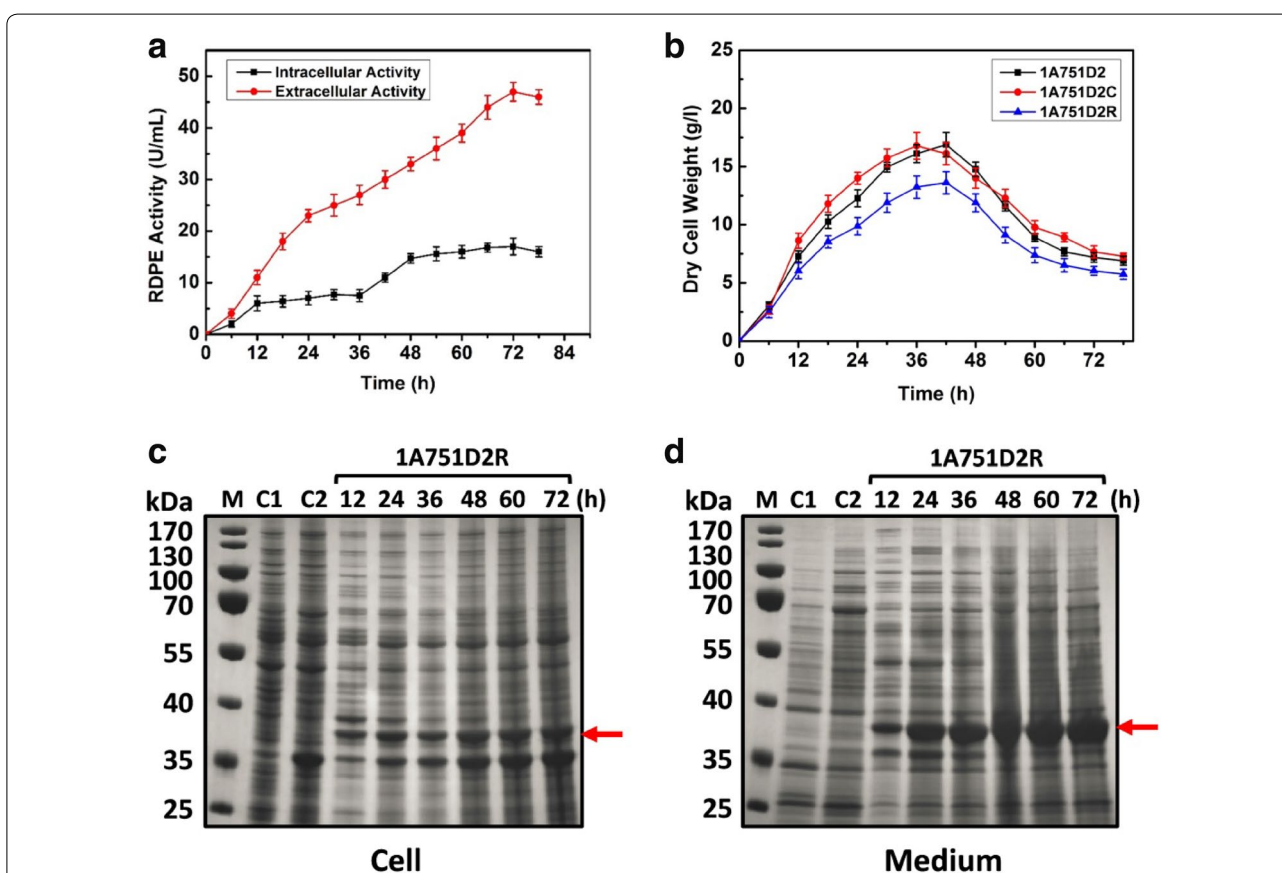 a
Intracellular Activity
Extracellular Activity
RDPE Activity (U/mL)
50
40
30
20
10
0
0 12 24 36 48 60 72 84
Time (h)
b
1A751D2
1A751D2C
1A751D2R
Dry Cell Weight (g/l)
25
20
15
10
5
0
0 12 24 36 48 60 72
Time (h)
c
1A751D2R
kDa M C1 C2 12 24 36 48 60 72 (h)
170
130
100
70
55
40
35
25
Cell
d
1A751D2R
kDa M C1 C2 12 24 36 48 60 72 (h)
170
130
100
70
55
40
35
25
Medium